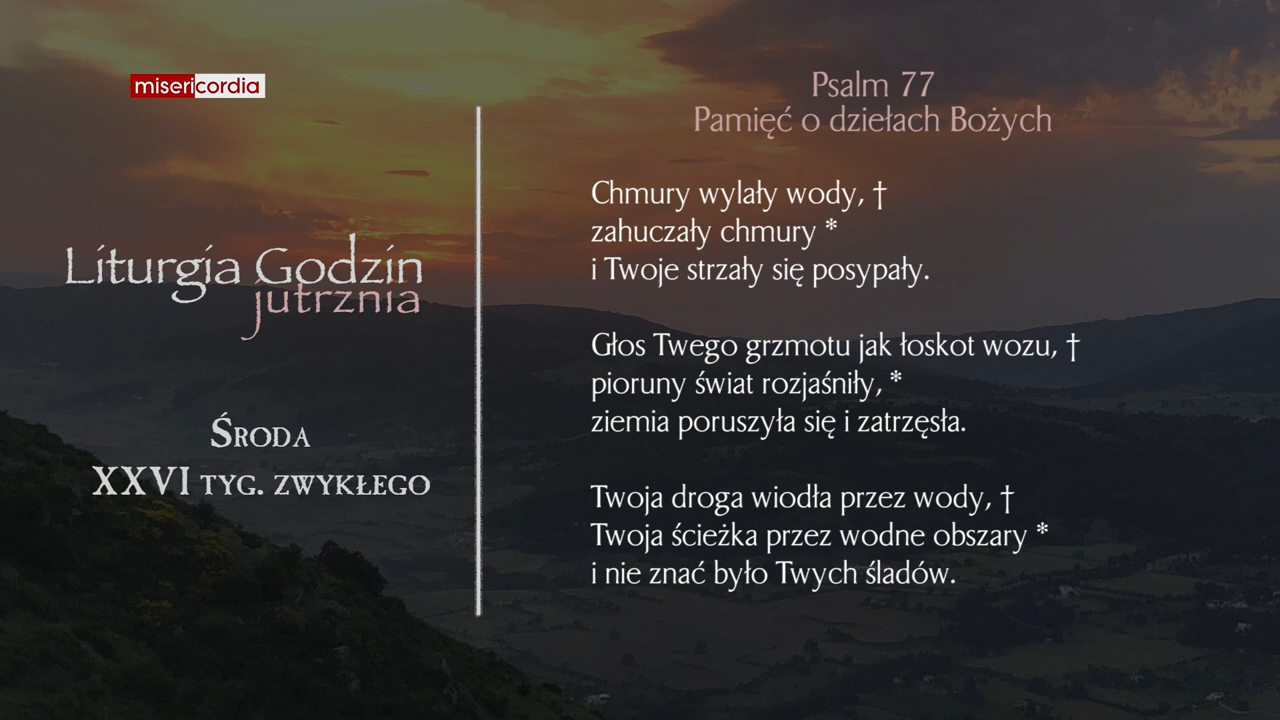 misericordia
Liturgia Godzin
jutrznia
Środa
XXVI tyg. zwykłego
Psalm 77
Pamięć o dziełach Bożych
Chmury wylały wody, †
zahuczały chmury *
i Twoje strzały się posypały.
Głos Twego grzmotu jak łoskot wozu, †
pioruny świat rozjaśniły, *
ziemia poruszyła się i zatrzęsła.
Twoja droga wiodła przez wody, †
Twoja ścieżka przez wodne obszary *
i nie znać było Twych śladów.